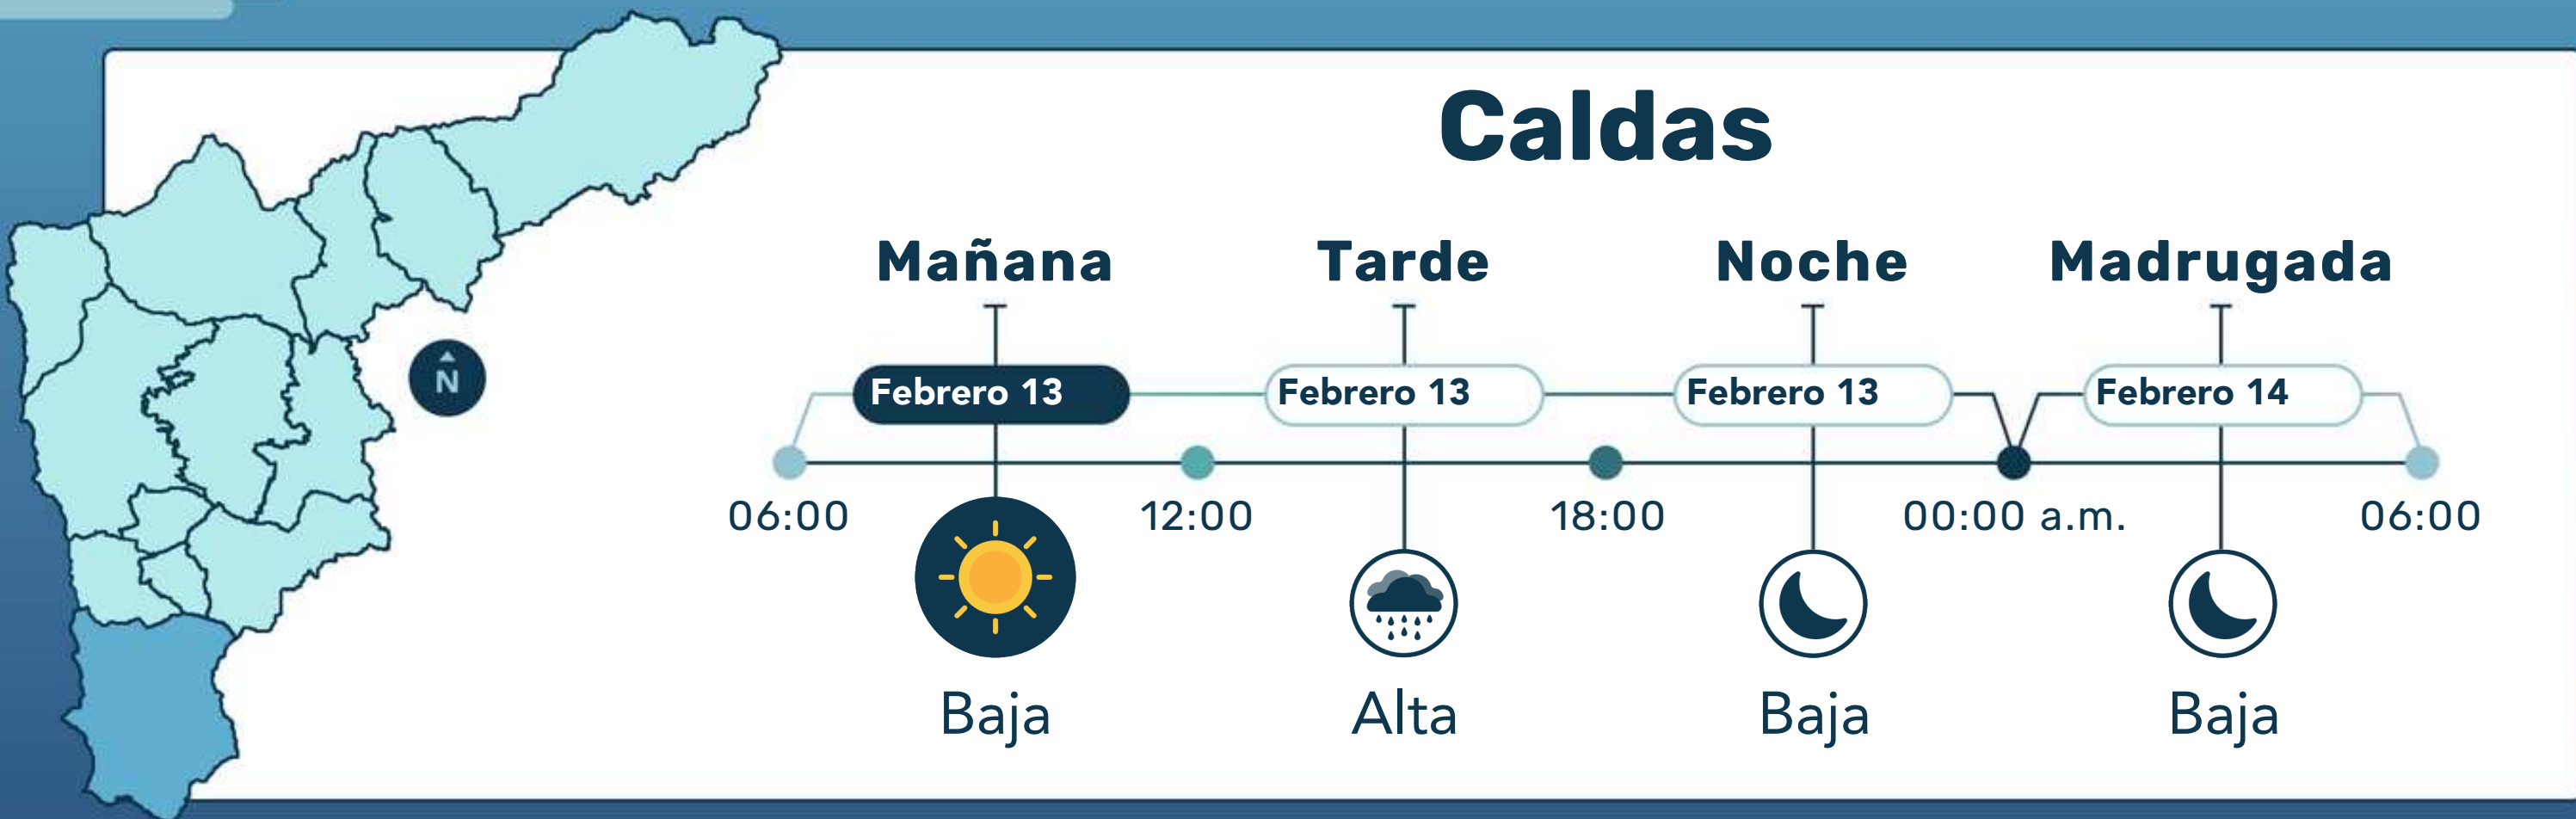 Caldas
Mañana Tarde Noche Madrugada
N
Febrero 13 Febrero 13 Febrero 13 Febrero 14
06:00 12:00 18:00 00:00 a.m. 06:00
Baja Alta Baja Baja